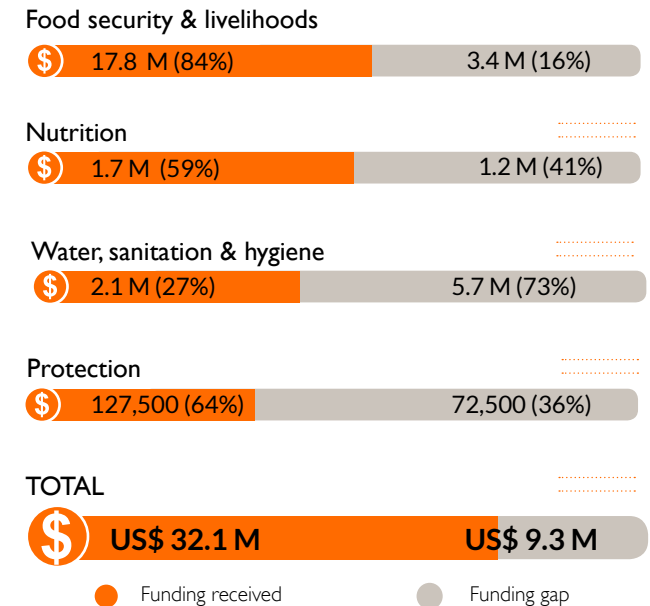 Food security & livelihoods
$ 17.8 M (84%) 3.4 M (16%)
Nutrition
$ 1.7 M (59%) 1.2 M (41%)
Water, sanitation & hygiene
$ 2.1 M (27%) 5.7 M (73%)
Protection
$ 127,500 (64%) 72,500 (36%)
TOTAL
$ US$ 32.1 M US$ 9.3 M
Funding received Funding gap